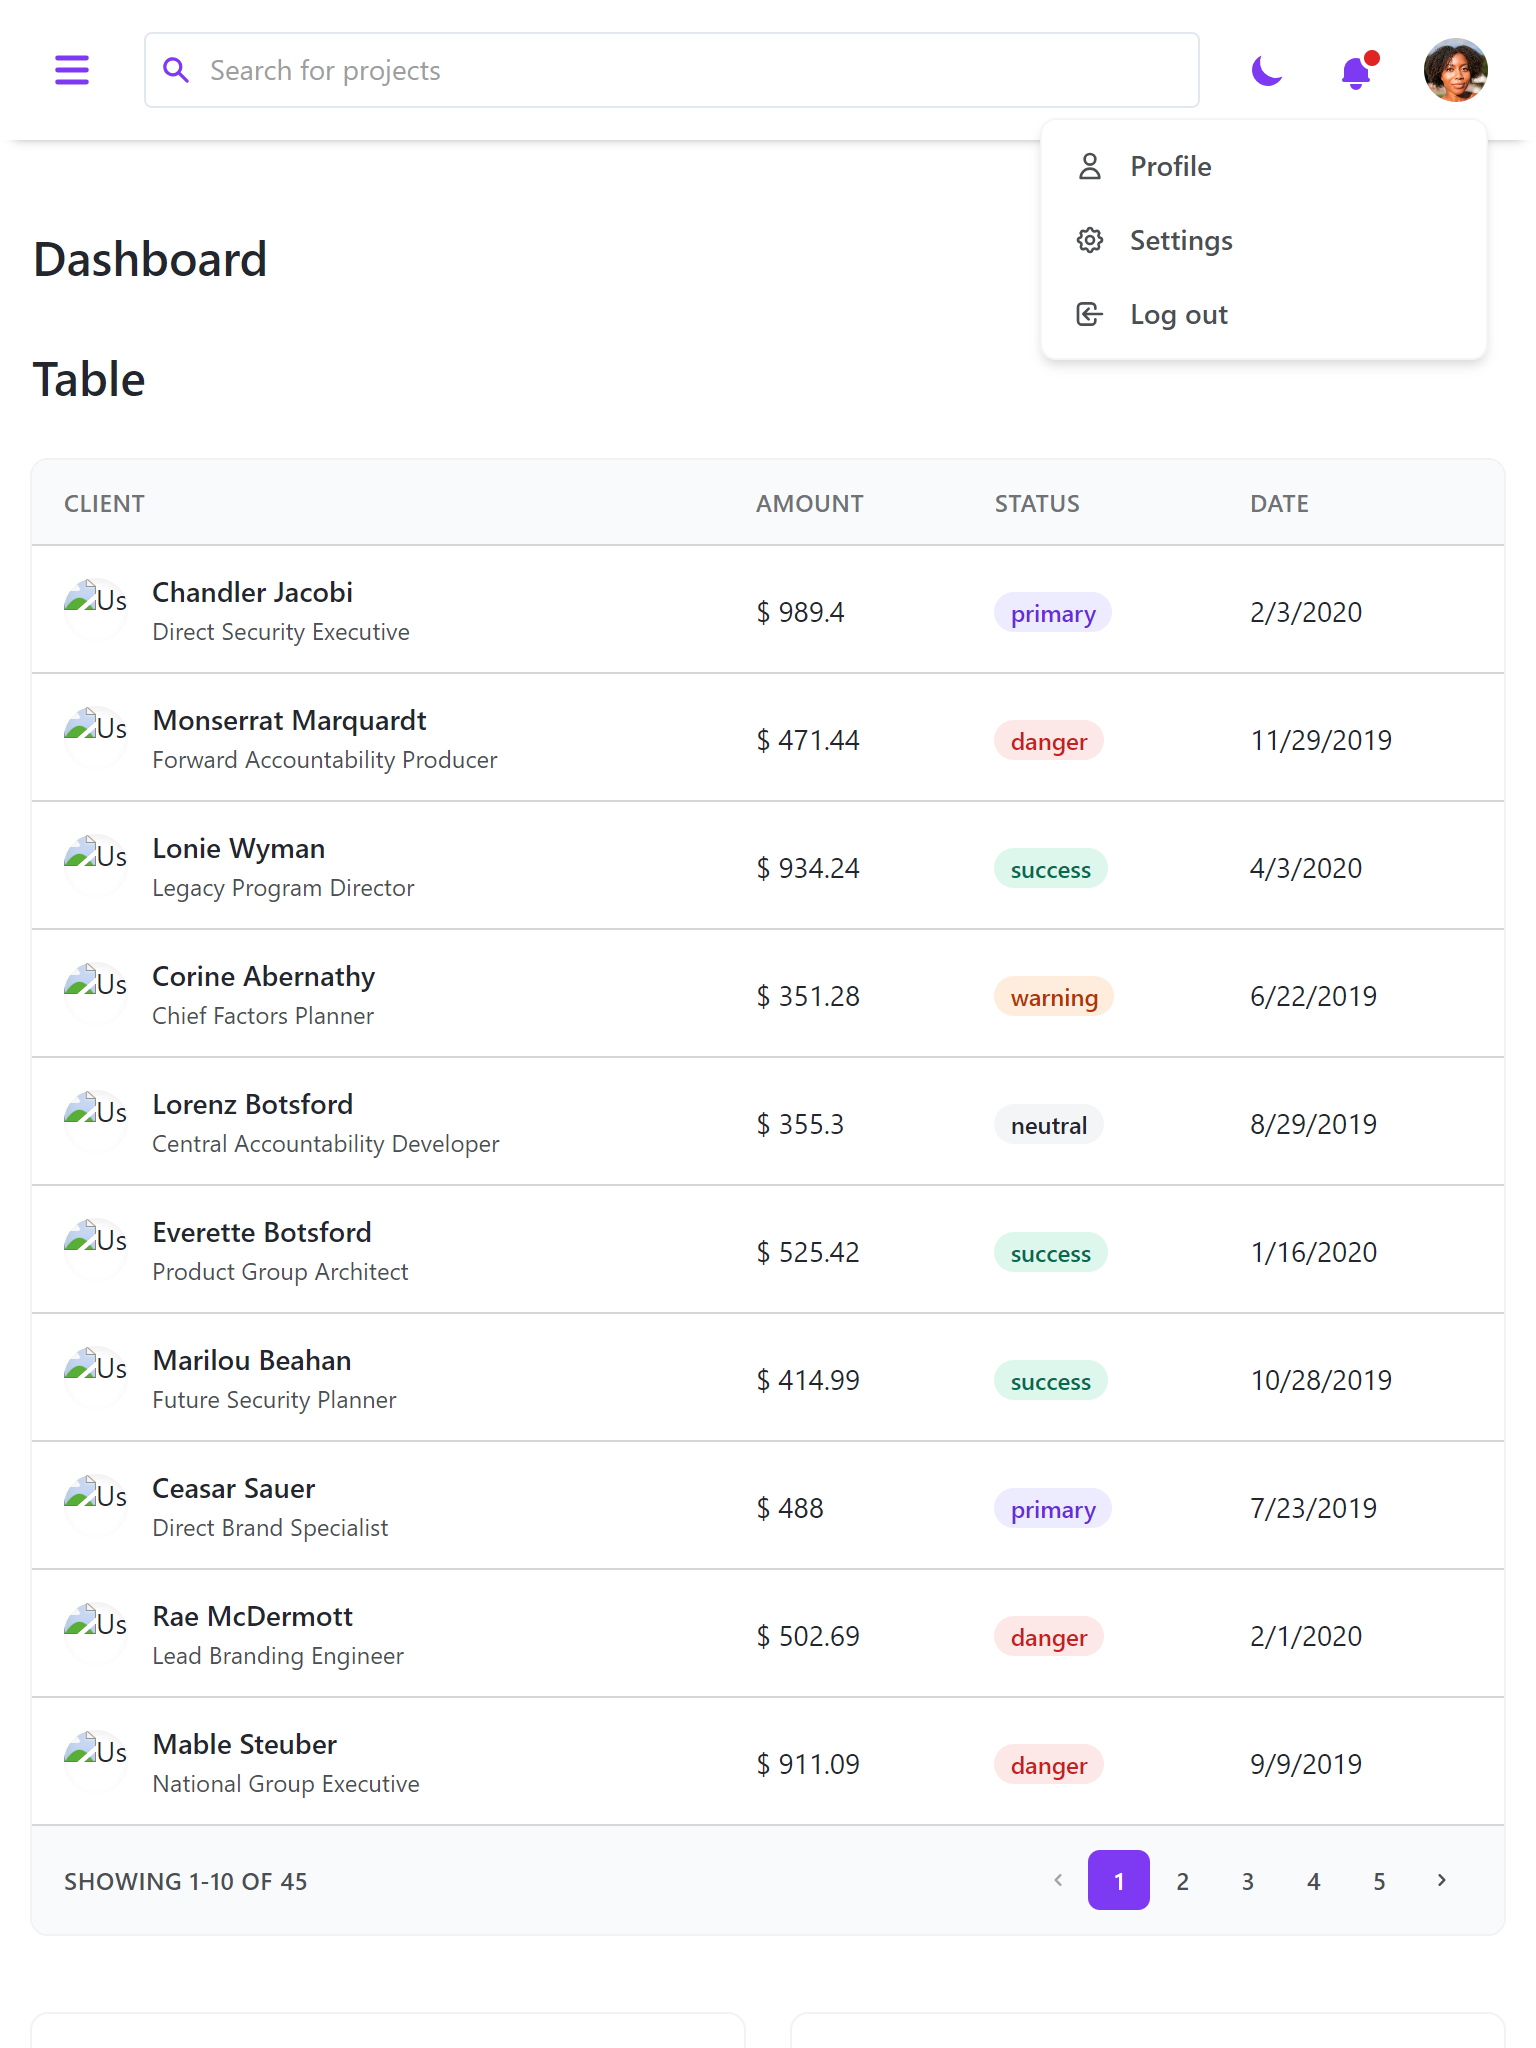 Search for projects
Profile
Settings
Log out
Dashboard
Table
CLIENT AMOUNT STATUS DATE
Us Chandler Jacobi
Direct Security Executive
$ 989.4 primary 2/3/2020
Us Monserrat Marquardt
Forward Accountability Producer
$ 471.44 danger 11/29/2019
Us Lonie Wyman
Legacy Program Director
$ 934.24 success 4/3/2020
Us Corine Abernathy
Chief Factors Planner
$ 351.28 warning 6/22/2019
Us Lorenz Botsford
Central Accountability Developer
$ 355.3 neutral 8/29/2019
Us Everette Botsford
Product Group Architect
$ 525.42 success 1/16/2020
Us Marilou Beahan
Future Security Planner
$ 414.99 success 10/28/2019
Us Ceasar Sauer
Direct Brand Specialist
$ 488 primary 7/23/2019
Us Rae McDermott
Lead Branding Engineer
$ 502.69 danger 2/1/2020
Us Mable Steuber
National Group Executive
$ 911.09 danger 9/9/2019
SHOWING 1-10 OF 45 1 2 3 4 5